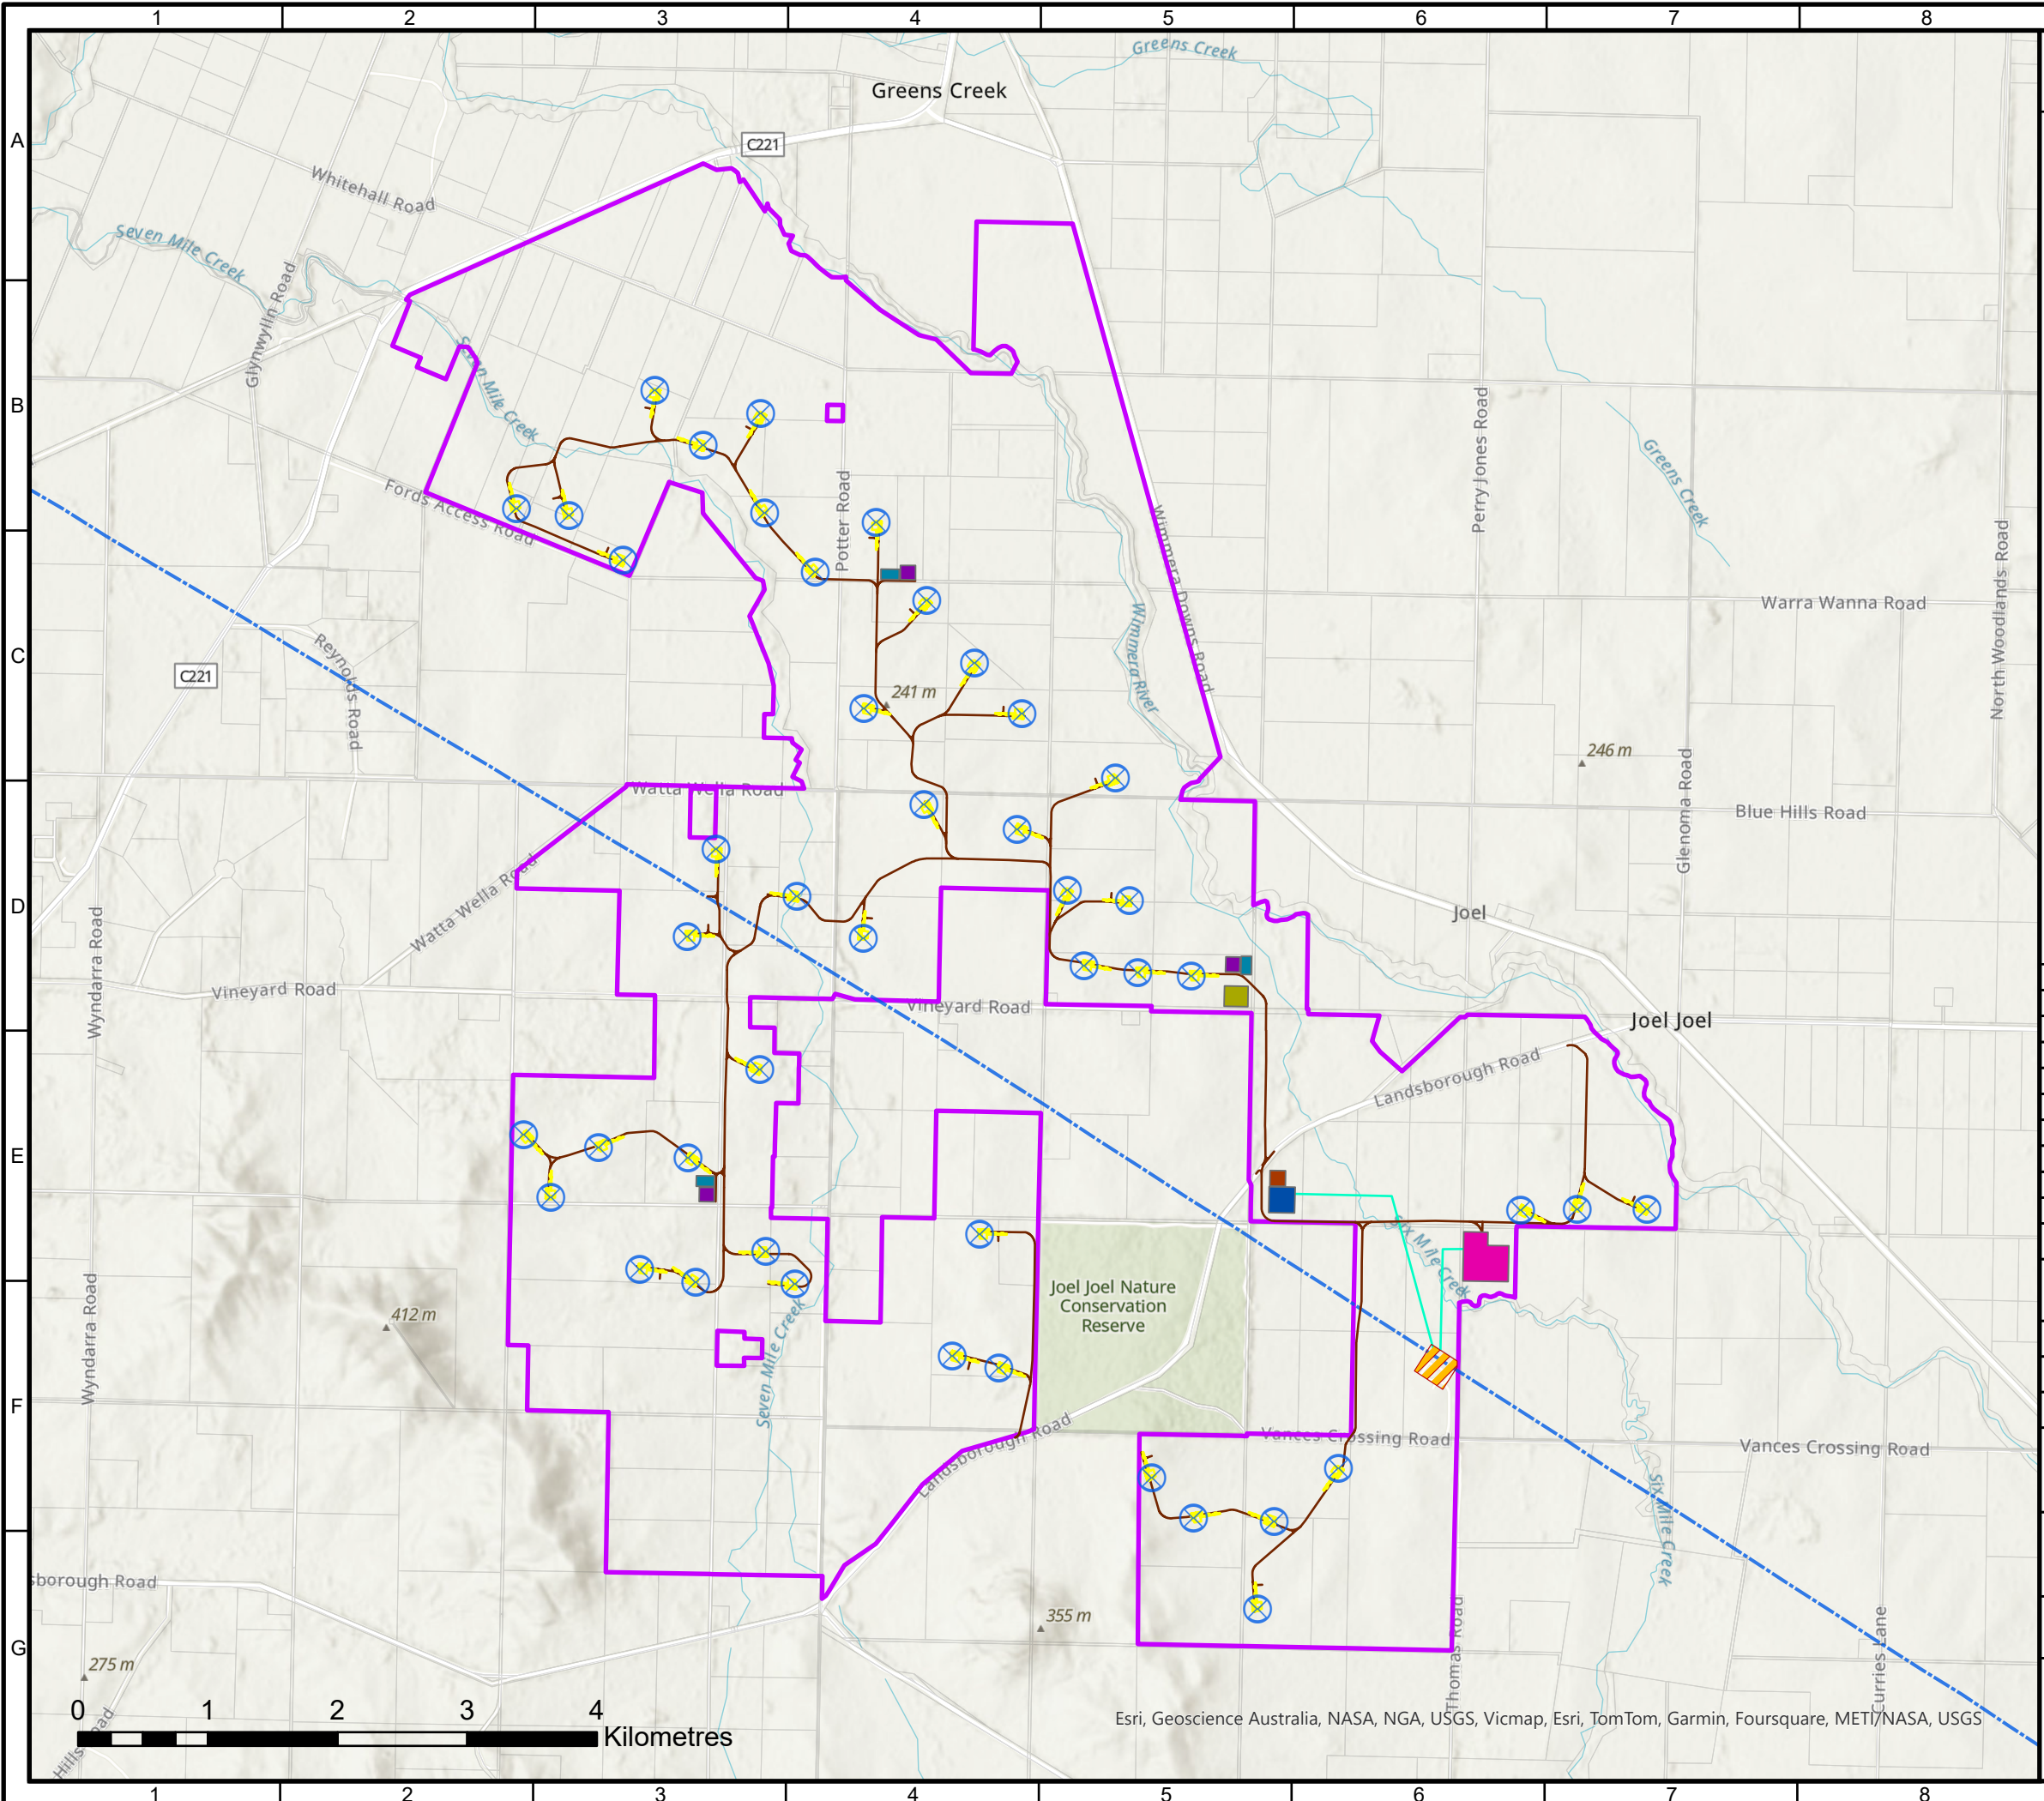 1 2 3 4 5 6 7 8
Greens Creek
Greens Creek
A
C221
Whitehall Road
Seven Mile Creek
Glynwylln Road
Seven Mile Creek
B
Perry Jones Road
Greens Creek
Fords Access Road
Potter Road
Wimmera Downs Road
North Woodlands Road
Warra Wanna Road
Wimmera River
Reynolds Road
C
C221
241 m
246 m
Glenoma Road
Watta Wella Road
Blue Hills Road
Watta Wella Road
D
Joel
Wyndarra Road
Vineyard Road
Vineyard Road
Joel Joel
Landsborough Road
E
Six Mile Creek
Joel Joel Nature
Conservation
Reserve
Wyndarra Road
412 m
Seven Mile Creek
F
Landsborough Road
Vances Crossing Road
Vances Crossing Road
Six Mile Creek
sborough Road
355 m
Thomas Road
Curries Lane
G
275 m
0 1 2 3 4
Kilometres
Hills oad
Esri, Geoscience Australia, NASA, NGA, USGS, Vicmap, Esri, TomTom, Garmin, Foursquare, METI/NASA, USGS
1 2 3 4 5 6 7 8